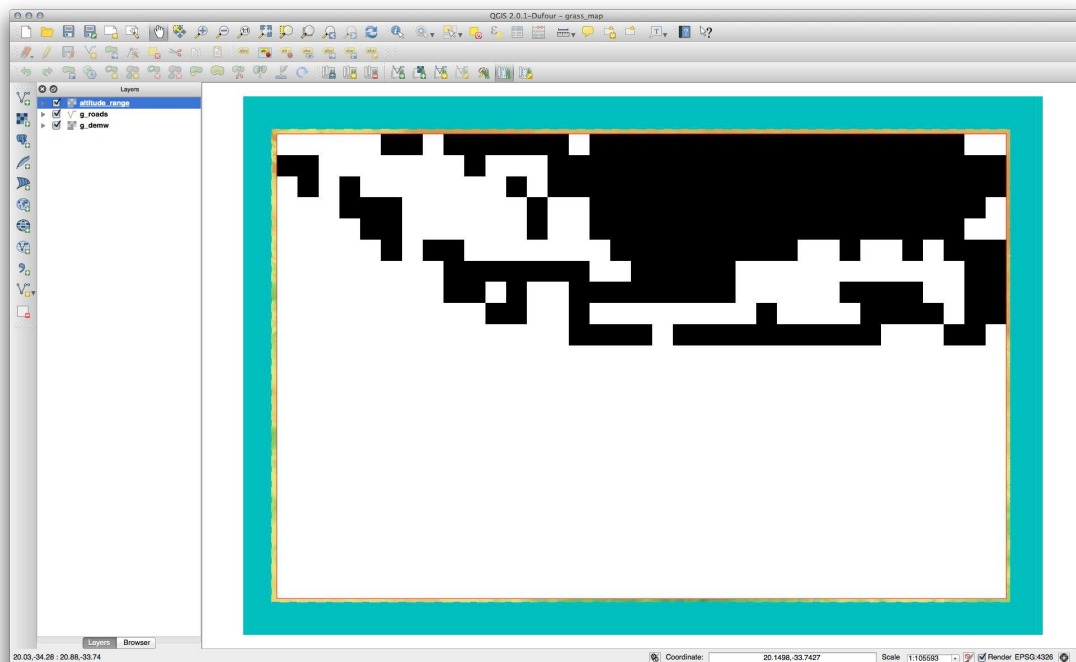 QGIS 2.0.1-Dufour - grass_map
Layers
altitude_range
g_roads
g_demw
Layers Browser
20.03,-34.28 : 20.88,-33.74 Coordinate: 20.1498,-33.7427 Scale 1:105593 Render EPSG:4326